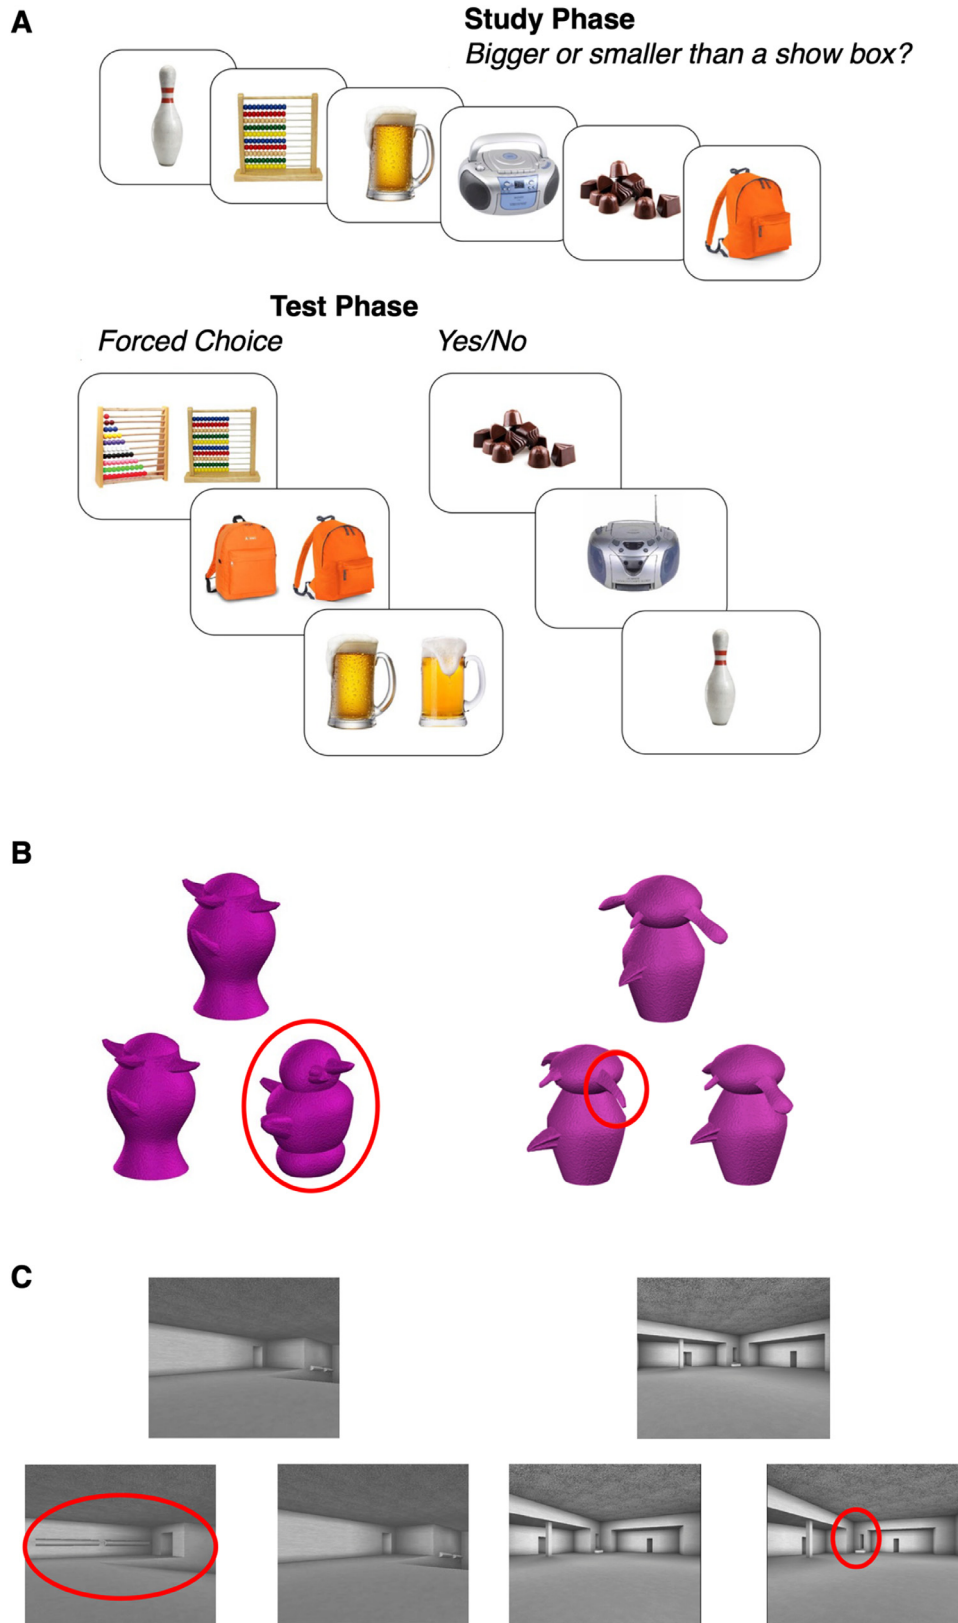 A
Study Phase
Bigger or smaller than a show box?
Test Phase
Forced Choice
Yes/No
B
C